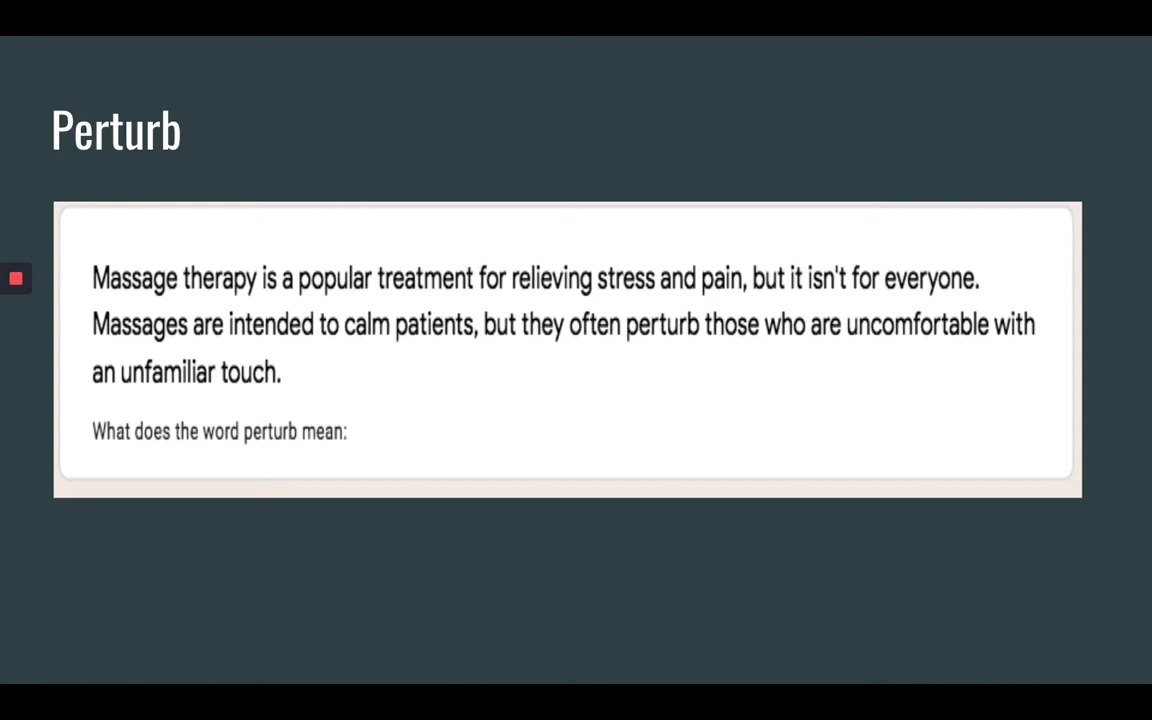 Perturb
Massage therapy is a popular treatment for relieving stress and pain, but it isn't for everyone.
Massages are intended to calm patients, but they often perturb those who are uncomfortable with
an unfamiliar touch.
What does the word perturb mean: